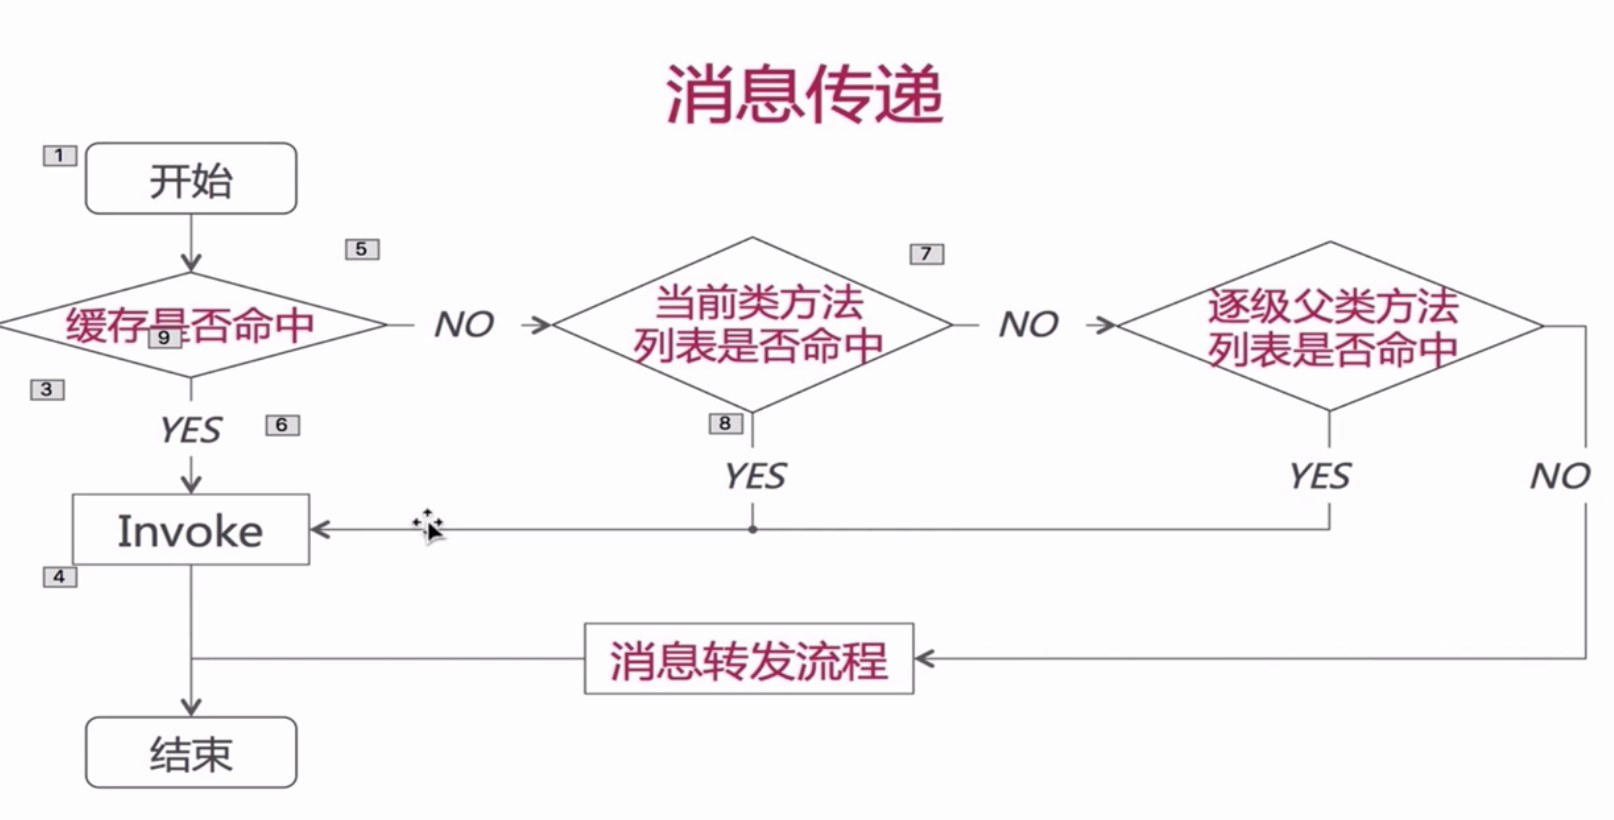 消息传递
1
开始
5
7
缓存是否命中
9
NO
当前类方法
列表是否命中
NO
逐级父类方法
列表是否命中
3
YES
6
8
YES
YES
NO
Invoke
4
消息转发流程
结束